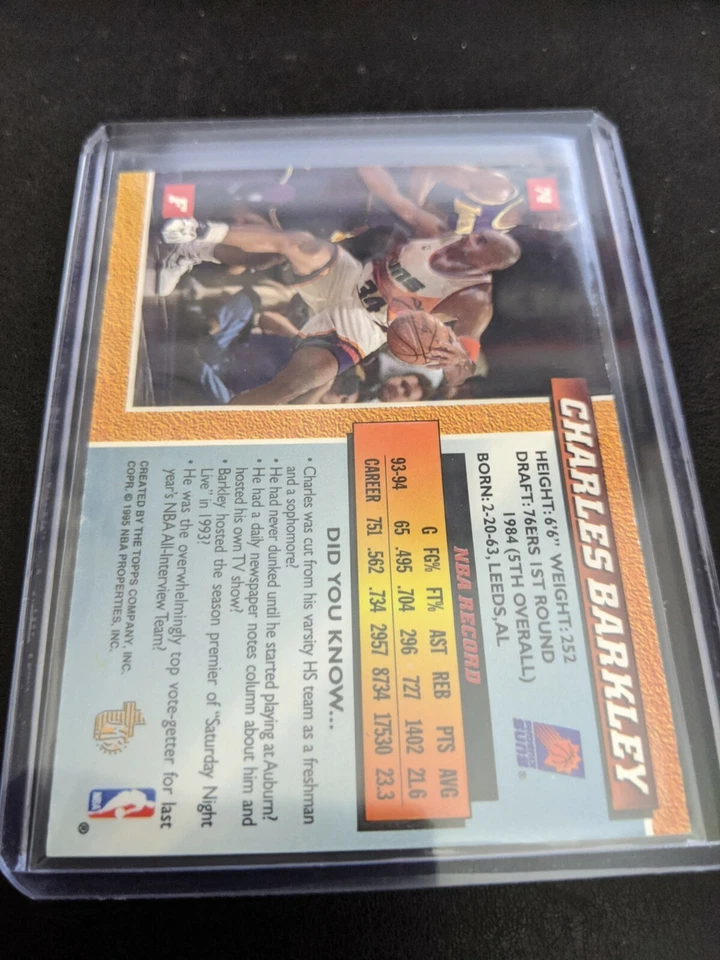 74
F
SUNS
34
CHARLES BARKLEY
HEIGHT: 6'6" WEIGHT: 252
DRAFT: 76ERS 1ST ROUND
1984 (5TH OVERALL)
BORN: 2-20-63, LEEDS, AL
SUNS
®
NBA RECORD
G FG% FT% AST REB PTS AVG
93-94 65 .495 .704 296 727 1402 21.6
CAREER 751 .562 .734 2957 8734 17530 23.3
DID YOU KNOW...
• Charles was cut from his varsity HS team as a freshman
and a sophomore?
• He had never dunked until he started playing at Auburn?
• He had a daily newspaper notes column about him and
hosted his own TV show?
• Barkley hosted the season premier of "Saturday Night
Live' in 1993?
• He was the overwhelmingly top vote-getter for last
year's NBA All-Interview Team?
CREATED BY THE TOPPS COMPANY, INC.
COPR. © 1995 NBA PROPERTIES, INC.
NBA
®